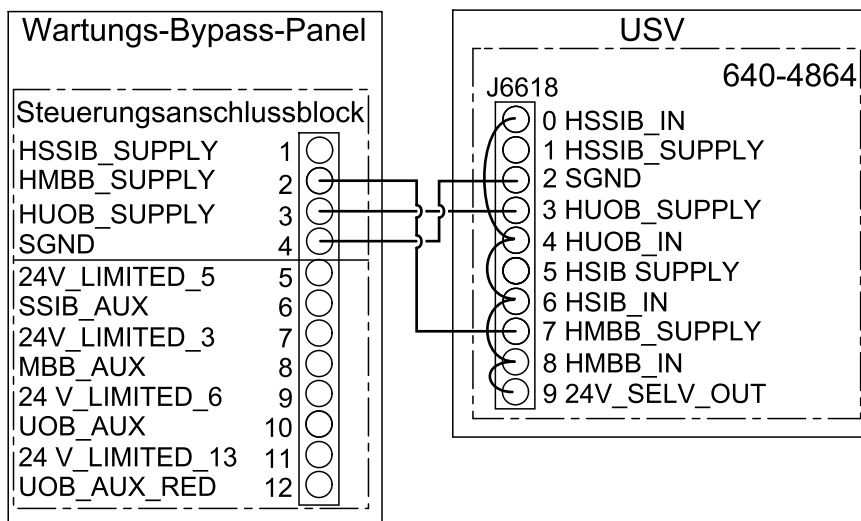 Wartungs-Bypass-Panel
Steuerungsanschlussblock
HSSIB_SUPPLY 1
HMBB_SUPPLY 2
HUOB_SUPPLY 3
SGND 4
24V_LIMITED_5 5
SSIB_AUX 6
24V_LIMITED_3 7
MBB_AUX 8
24 V_LIMITED_6 9
UOB_AUX 10
24 V_LIMITED_13 11
UOB_AUX_RED 12
USV
640-4864
J6618
0 HSSIB_IN
1 HSSIB_SUPPLY
2 SGND
3 HUOB_SUPPLY
4 HUOB_IN
5 HSIB SUPPLY
6 HSIB_IN
7 HMBB_SUPPLY
8 HMBB_IN
9 24V_SELV_OUT